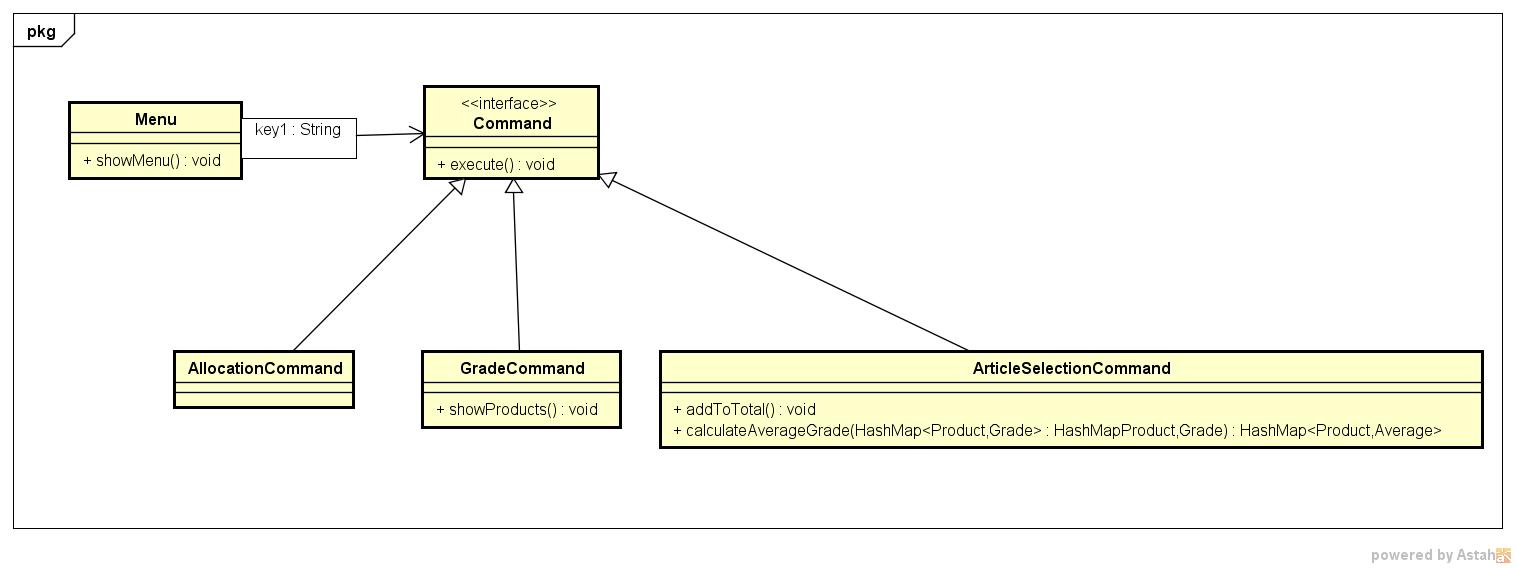 pkg
Menu
+ showMenu() : void
key1 : String
<<interface>>
Command
+ execute() : void
AllocationCommand
GradeCommand
+ showProducts() : void
ArticleSelectionCommand
+ addToTotal() : void
+ calculateAverageGrade(HashMap<Product,Grade> : HashMapProduct,Grade) : HashMap<Product,Average>
powered by Astah